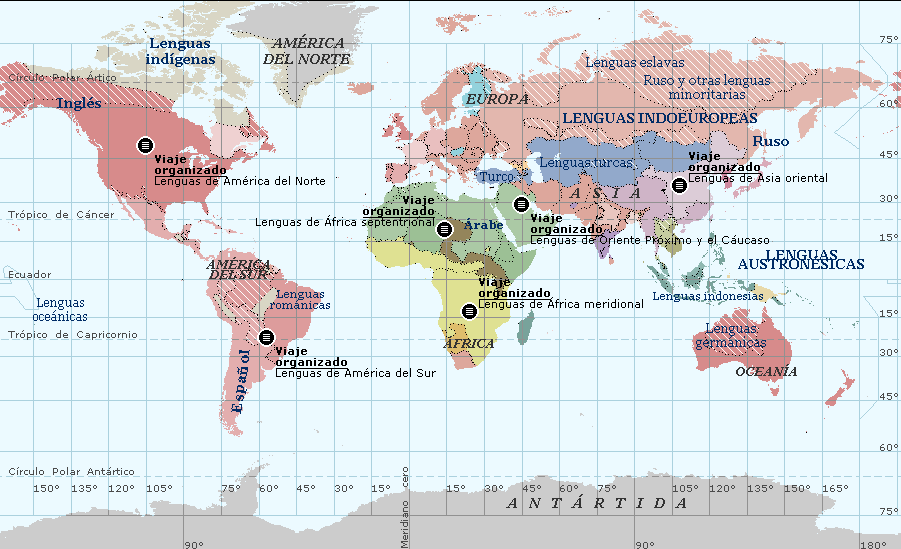 Lenguas
indígenas
AMÉRICA
DEL NORTE
75°
Círculo Polar Ártico
Lenguas eslavas
Ruso y otras lenguas
minoritarias
Inglés
EUROPA
60°
LENGUAS INDOEUROPEAS
Ruso
45°
Viaje
organizado
Lenguas de América del Norte
Lenguas turcas
Turco
Viaje
organizado
Lenguas de Asia oriental
ASIA
30°
Viaje
organizado
Lenguas de África septentrional
Árabe
Viaje
organizado
Lenguas de Oriente Próximo y el Cáucaso
Trópico de Cáncer
15°
LENGUAS
AUSTRONÉSICAS
AMÉRICA
DEL SUR
Ecuador
Viaje
organizado
Lenguas de África meridional
Lenguas indonesias
Lenguas
románicas
Lenguas
oceánicas
15°
Trópico de Capricornio
Lenguas
germánicas
ÁFRICA
30°
Viaje
organizado
Lenguas de América del Sur
OCEANÍA
Español
45°
60°
Círculo Polar Antártico
Meridiano cero
150° 120° 105° 75° 60° 45° 30° 15° 15° 30° 45° 60° 75° 105° 120° 135° 150° 165°
ANTÁRTIDA
75°
90° 90° 180°